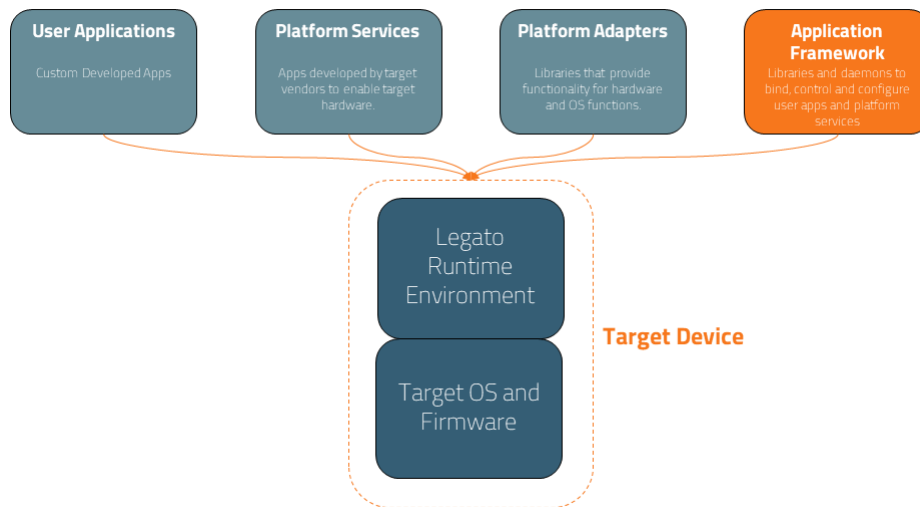 User Applications
Custom Developed Apps
Platform Services
Apps developed by target
vendors to enable target
hardware.
Platform Adapters
Libraries that provide
functionality for hardware
and OS functions.
Application
Framework
Libraries and daemons to
bind, control and configure
user apps and platform
services
Legato
Runtime
Environment
Target Device
Target OS and
Firmware